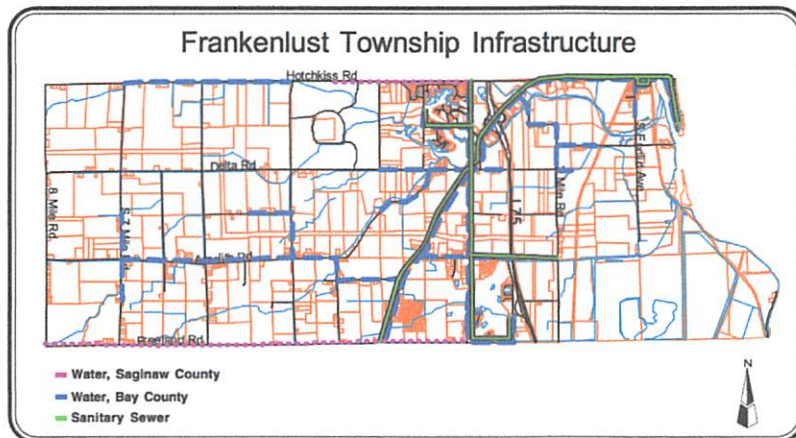 Frankenlust Township Infrastructure
Hotchkiss Rd
Delta Rd
8 Mile Rd.
S. 7 Mile Rd
S. Euclid Ave
Mile Rd
I 75
Amelith Rd
Freeland Rd.
N
Water, Saginaw County
Water, Bay County
Sanitary Sewer